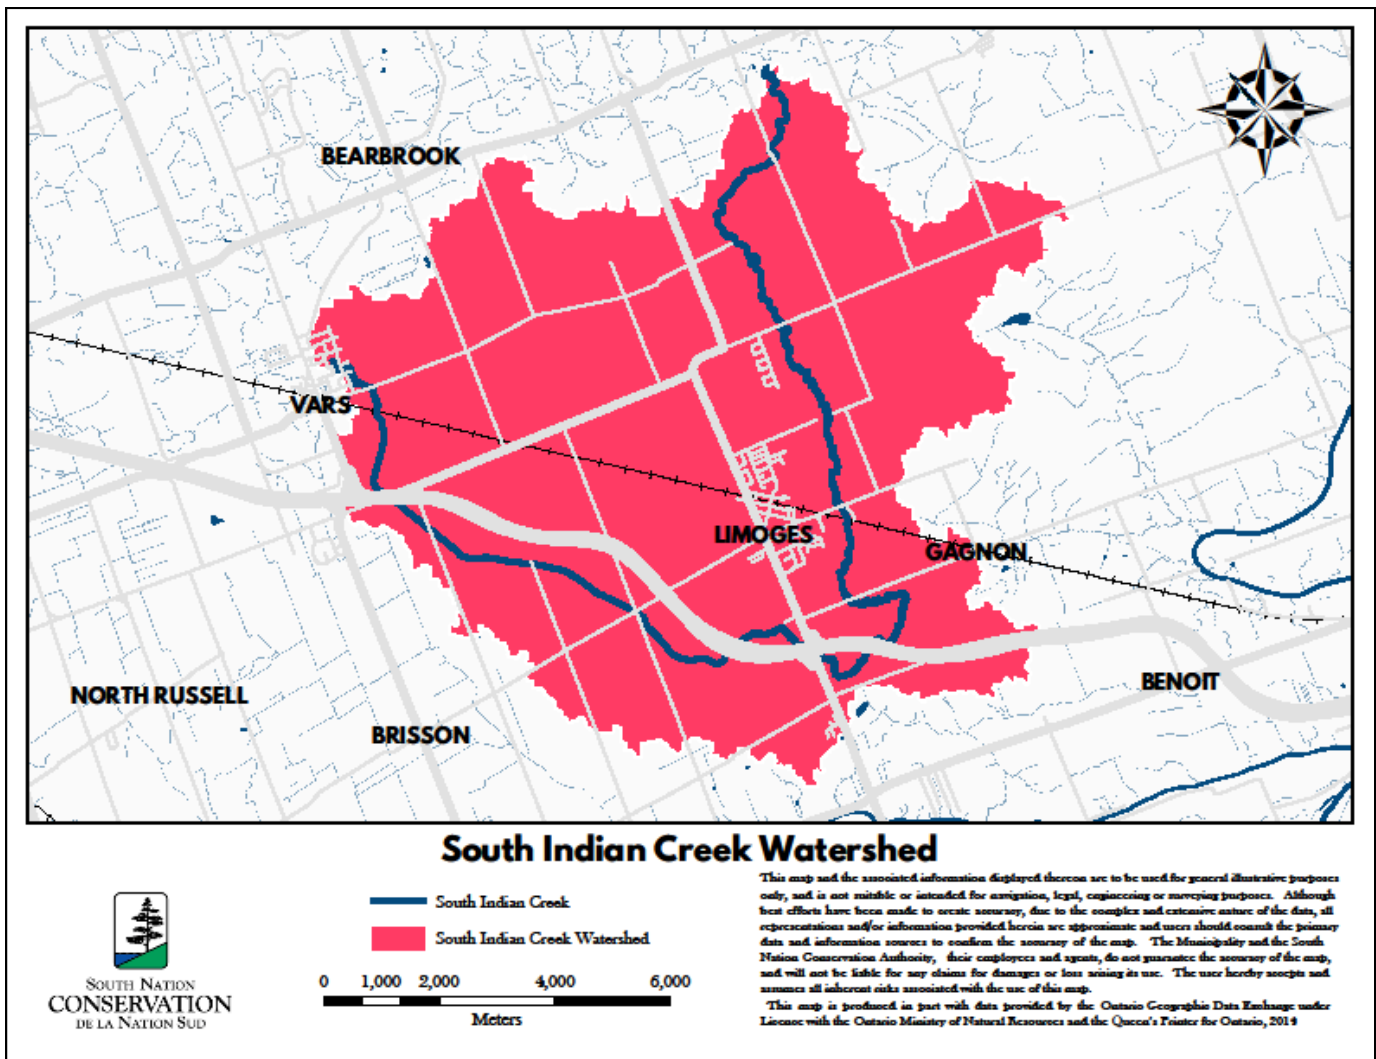 BEARBROOK
VARS
LIMOGES
GAGNON
NORTH RUSSELL
BENOIT
BRISSON
South Indian Creek Watershed
South Indian Creek
South Indian Creek Watershed
0 1,000 2,000 4,000 6,000
Meters
SOUTH NATION
CONSERVATION
DE LA NATION SUD
This map and the associated information displayed thereon are to be used for general illustrative purposes
only, and is not suitable or intended for navigation, legal, engineering or surveying purposes. Although
best efforts have been made to create accuracy, due to the complex and extensive nature of the data, all
representations and/or information provided herein are approximate and users should consult the primary
data and information sources to confirm the accuracy of the map. The Municipality and the South
Nation Conservation Authority, their employees and agents, do not guarantee the accuracy of the map,
and will not be liable for any claims for damages or loss arising its use. The user hereby accepts and
assumes all inherent risks associated with the use of this map.
This map is produced in part with data provided by the Ontario Geographic Data Exchange under
Licence with the Ontario Ministry of Natural Resources and the Queen's Printer for Ontario, 2014